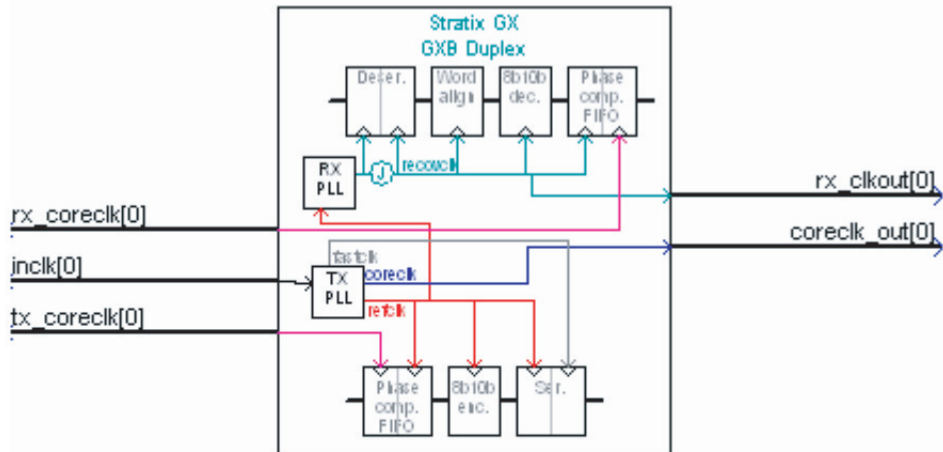 Stratix GX
GXB Duplex
Deser.
Word
align
8b10b
dec.
Phase
comp.
FIFO
recovclk
J
RX
PLL
rx_clkout[0]
rx_coreclk[0]
coreclk_out[0]
fastclk
inclk[0]
TX
PLL
coreclk
refclk
tx_coreclk[0]
Phase
comp.
FIFO
8b10b
enc.
Ser.